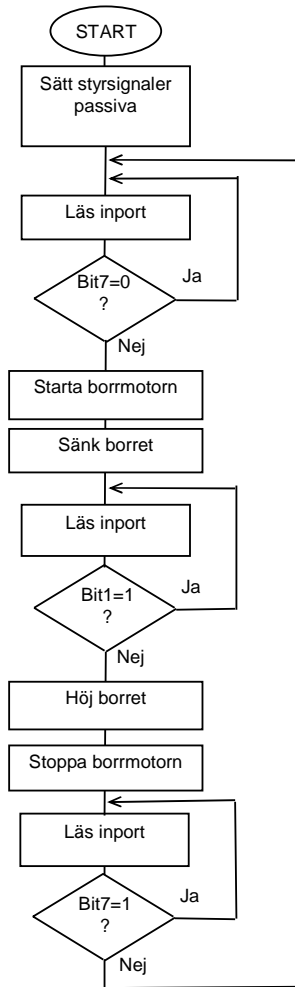 START
Sätt styrsignaler
passiva
Läs inport
Bit7=0
?
Ja
Nej
Starta borrmotorn
Sänk borret
Läs inport
Bit1=1
?
Ja
Nej
Höj borret
Stoppa borrmotorn
Läs inport
Bit7=1
?
Ja
Nej